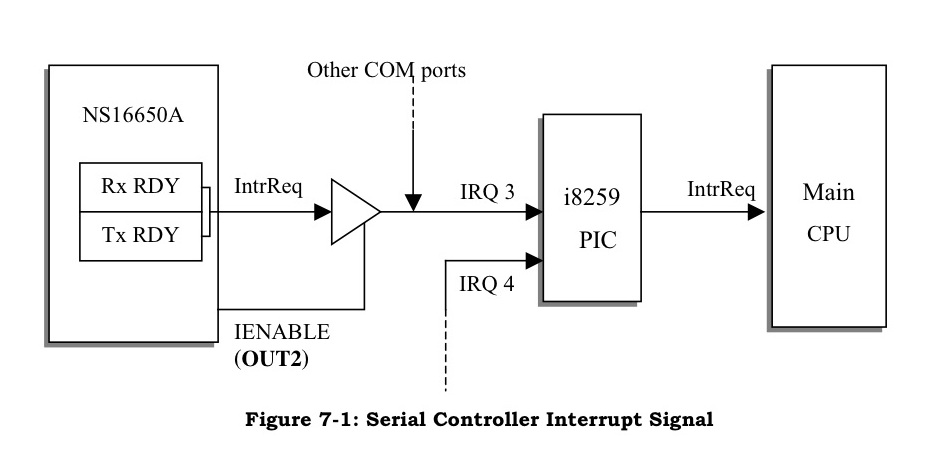 Other COM ports
NS16650A
Rx RDY
Tx RDY
IntrReq
IENABLE
(OUT2)
IRQ 3
IRQ 4
i8259
PIC
IntrReq
Main
CPU
Figure 7-1: Serial Controller Interrupt Signal